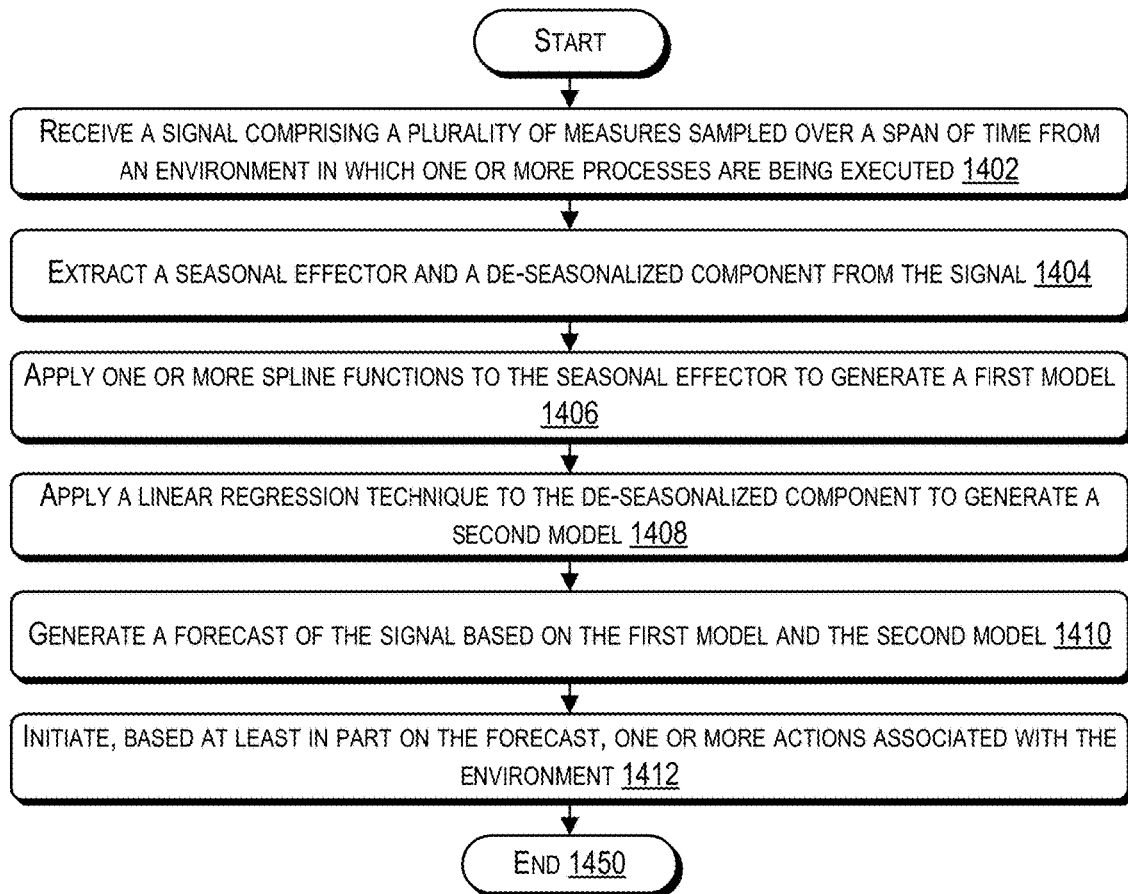 START
RECEIVE A SIGNAL COMPRISING A PLURALITY OF MEASURES SAMPLED OVER A SPAN OF TIME FROM
AN ENVIRONMENT IN WHICH ONE OR MORE PROCESSES ARE BEING EXECUTED 1402
EXTRACT A SEASONAL EFFECTOR AND A DE-SEASONALIZED COMPONENT FROM THE SIGNAL 1404
APPLY ONE OR MORE SPLINE FUNCTIONS TO THE SEASONAL EFFECTOR TO GENERATE A FIRST MODEL
1406
APPLY A LINEAR REGRESSION TECHNIQUE TO THE DE-SEASONALIZED COMPONENT TO GENERATE A
SECOND MODEL 1408
GENERATE A FORECAST OF THE SIGNAL BASED ON THE FIRST MODEL AND THE SECOND MODEL 1410
INITIATE, BASED AT LEAST IN PART ON THE FORECAST, ONE OR MORE ACTIONS ASSOCIATED WITH THE
ENVIRONMENT 1412
END 1450